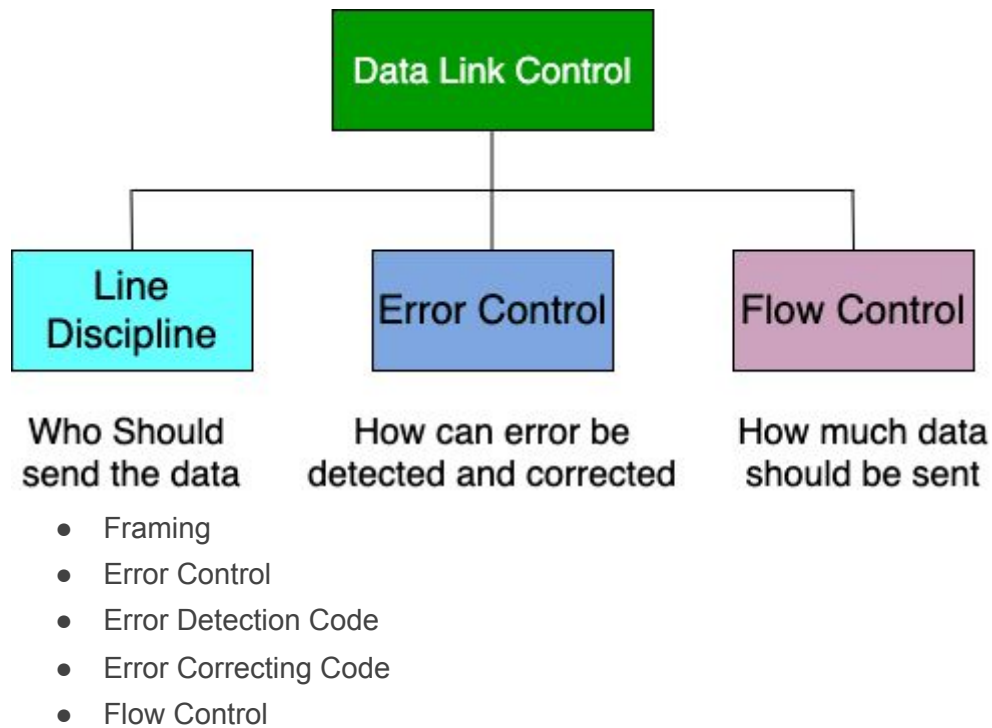 Data Link Control
Line
Discipline
Error Control
Flow Control
Who Should
send the data
How can error be
detected and corrected
How much data
should be sent
● Framing
● Error Control
● Error Detection Code
● Error Correcting Code
● Flow Control